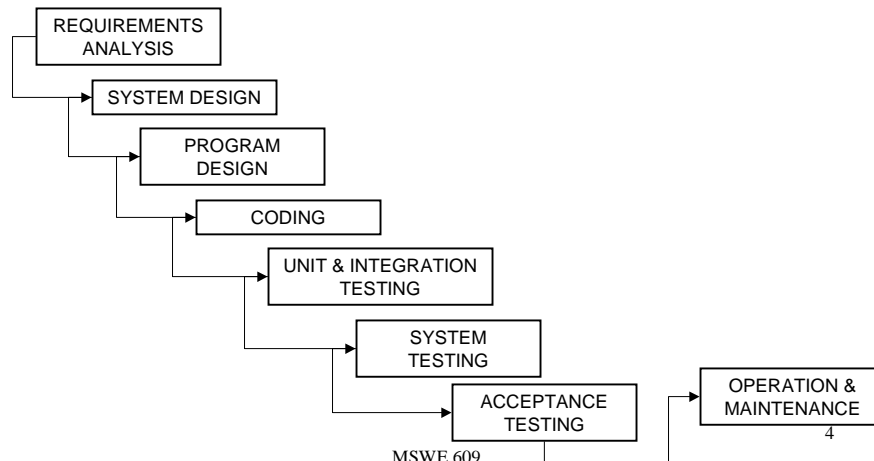 REQUIREMENTS
ANALYSIS
SYSTEM DESIGN
PROGRAM
DESIGN
CODING
UNIT & INTEGRATION
TESTING
SYSTEM
TESTING
ACCEPTANCE
TESTING
OPERATION &
MAINTENANCE
4
MSWE 609